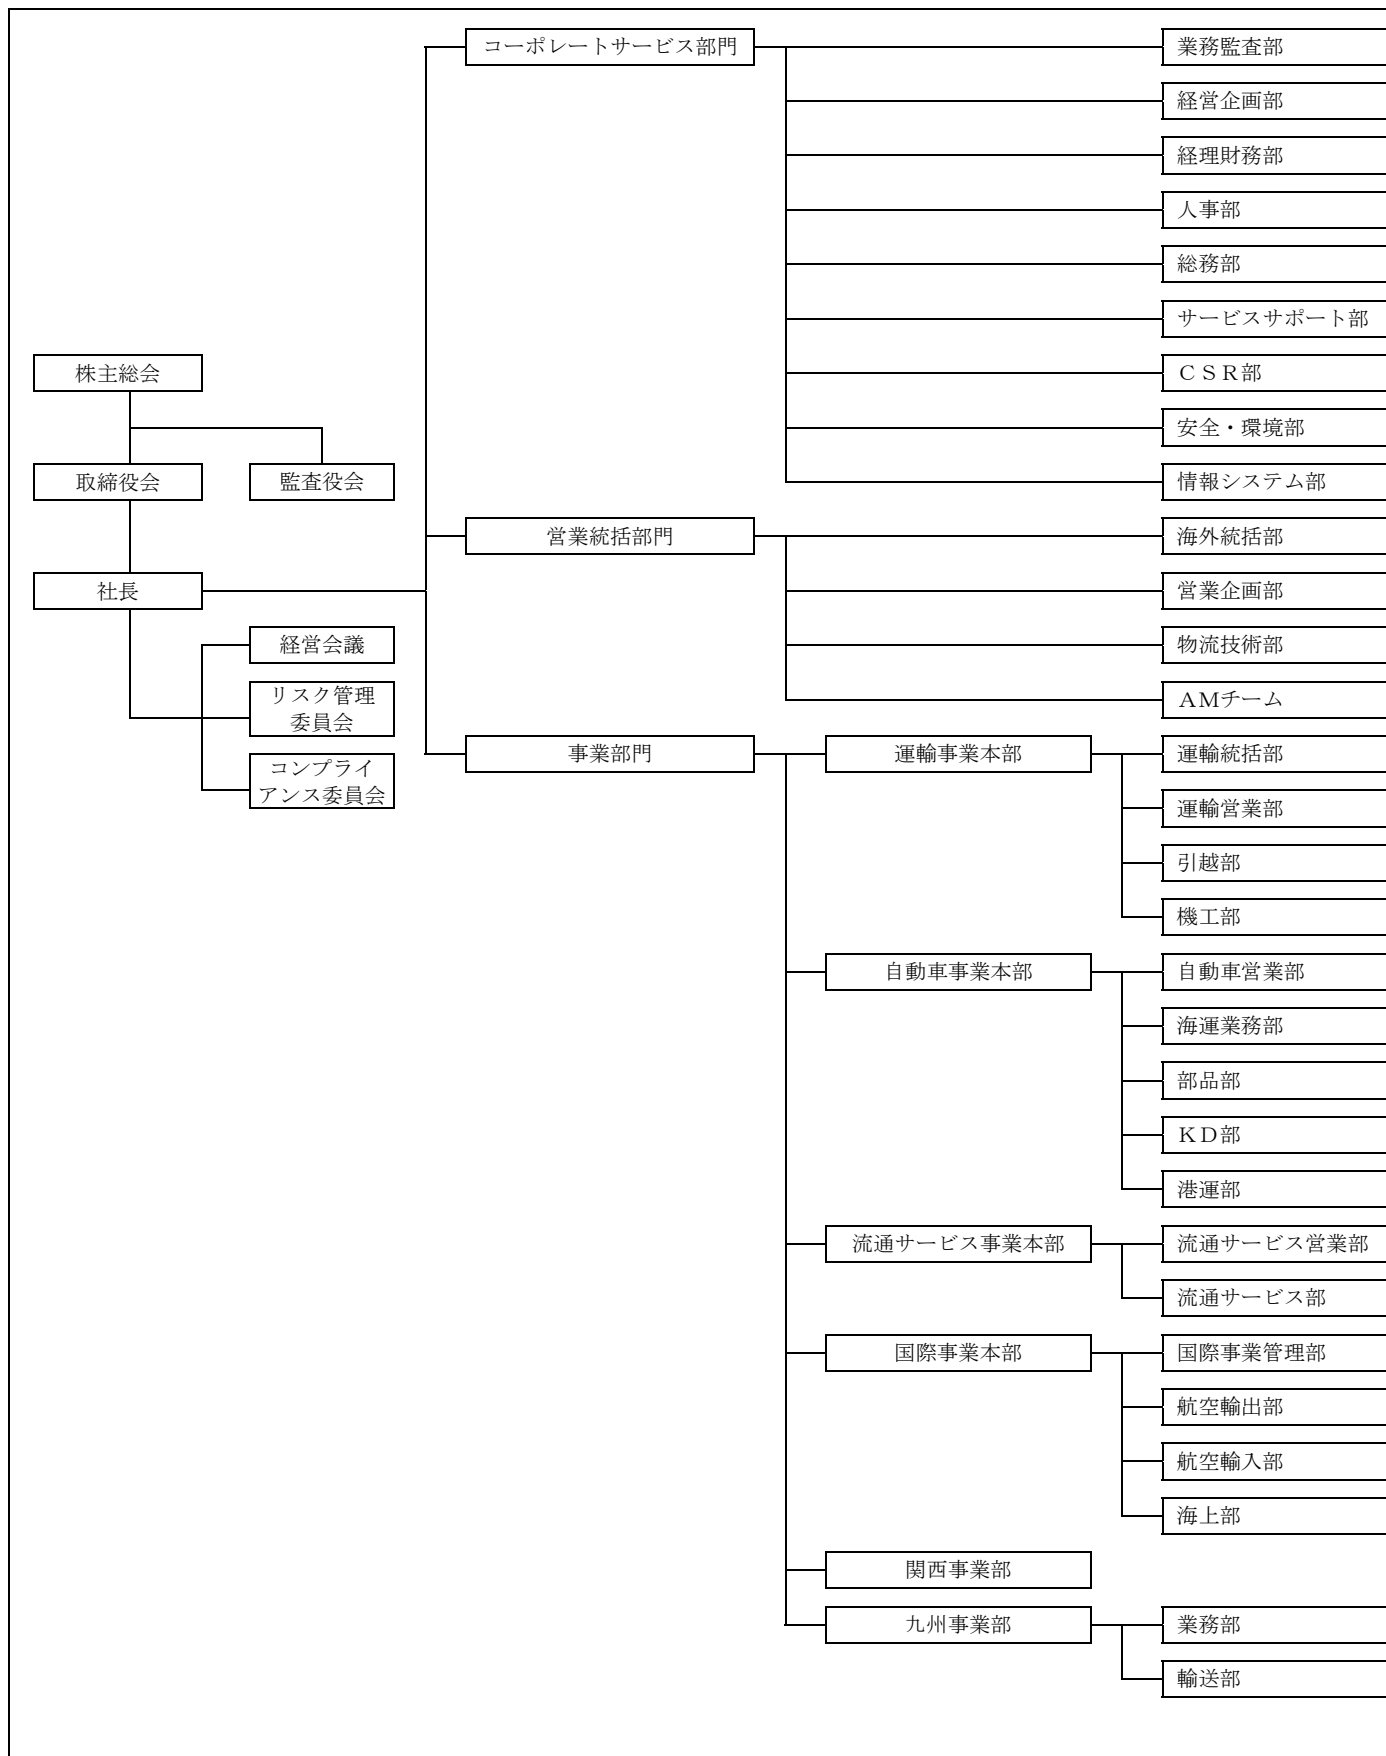 コーポレートサービス部門
業務監査部
経営企画部
経理財務部
人事部
総務部
サービスサポート部
株主総会
ＣＳＲ部
安全・環境部
取締役会
監査役会
情報システム部
営業統括部門
海外統括部
社長
営業企画部
経営会議
物流技術部
リスク管理
委員会
ＡＭチーム
事業部門
運輸事業本部
運輸統括部
コンプライ
アンス委員会
運輸営業部
引越部
機工部
自動車事業本部
自動車営業部
海運業務部
部品部
ＫＤ部
港運部
流通サービス事業本部
流通サービス営業部
流通サービス部
国際事業本部
国際事業管理部
航空輸出部
航空輸入部
海上部
関西事業部
九州事業部
業務部
輸送部